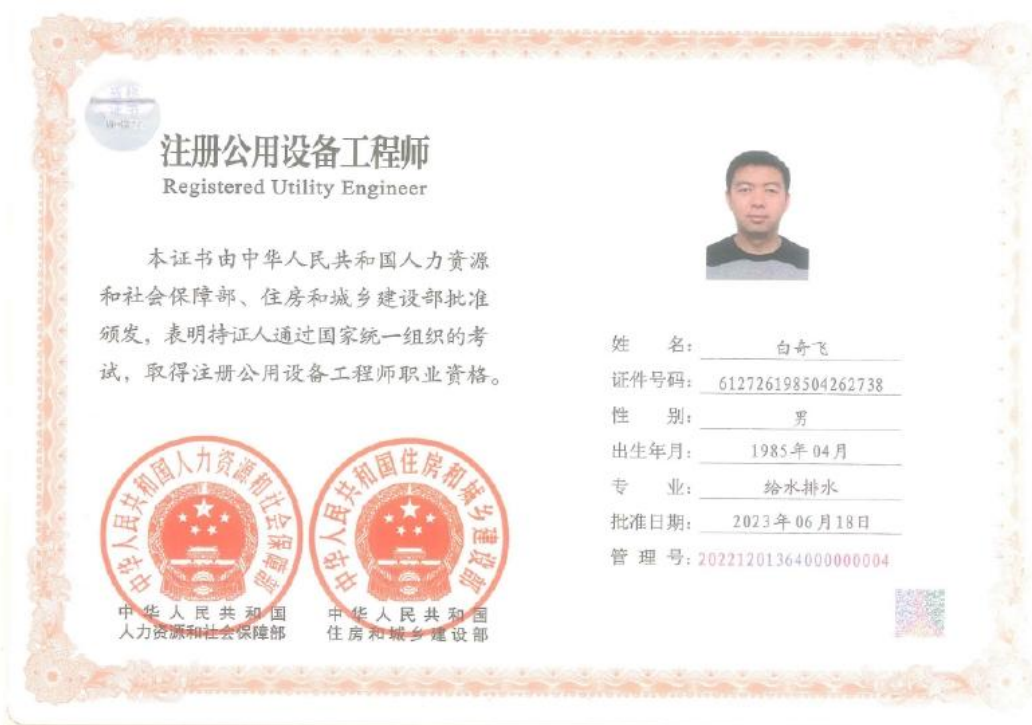 注册公用设备工程师
Registered Utility Engineer
本证书由中华人民共和国人力资源
和社会保障部、住房和城乡建设部批准
颁发，表明持证人通过国家统一组织的考
试，取得注册公用设备工程师职业资格。
中华人民共和国人力资源和社会保障部
中华人民共和国住房和城乡建设部
中华人民共和国
人力资源和社会保障部
中华人民共和国
住房和城乡建设部
姓 名：白奇飞
证件号码：612726198504262738
性 别：男
出生年月：1985年04月
专 业：给水排水
批准日期：2023年06月18日
管 理 号：20221201364000000004